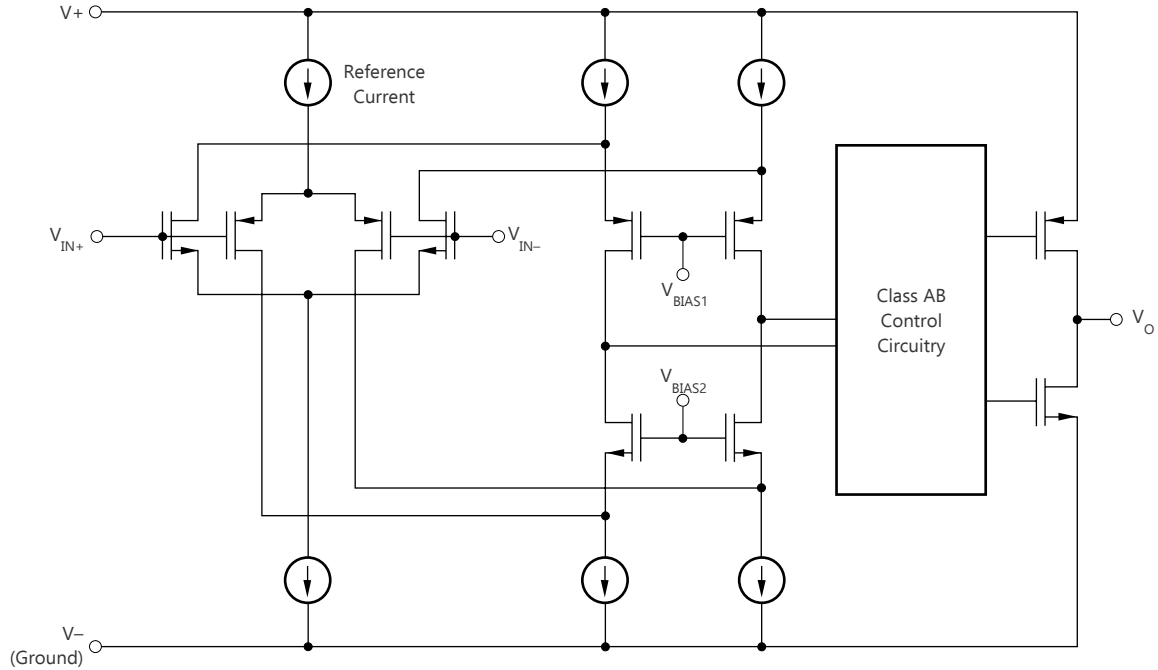 V+
Reference
Current
VIN+
VIN–
VBIAS1
Class AB
Control
Circuitry
VO
VBIAS2
V–
(Ground)